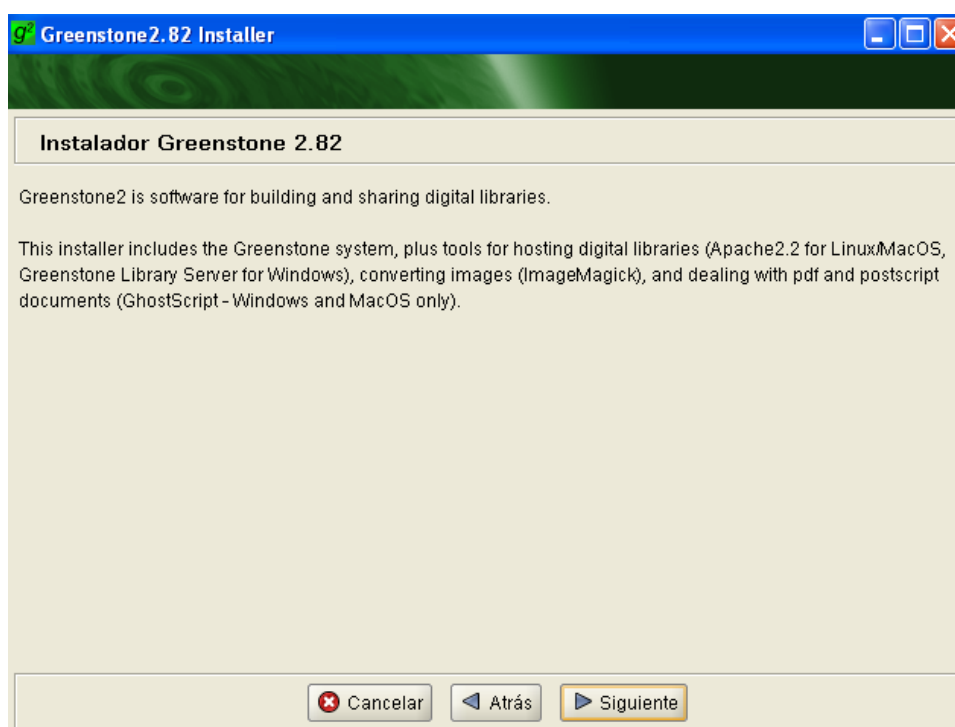 g² Greenstone2.82 Installer
Instalador Greenstone 2.82
Greenstone2 is software for building and sharing digital libraries.
This installer includes the Greenstone system, plus tools for hosting digital libraries (Apache2.2 for Linux/MacOS,
Greenstone Library Server for Windows), converting images (ImageMagick), and dealing with pdf and postscript
documents (GhostScript - Windows and MacOS only).
Cancelar Atrás Siguiente